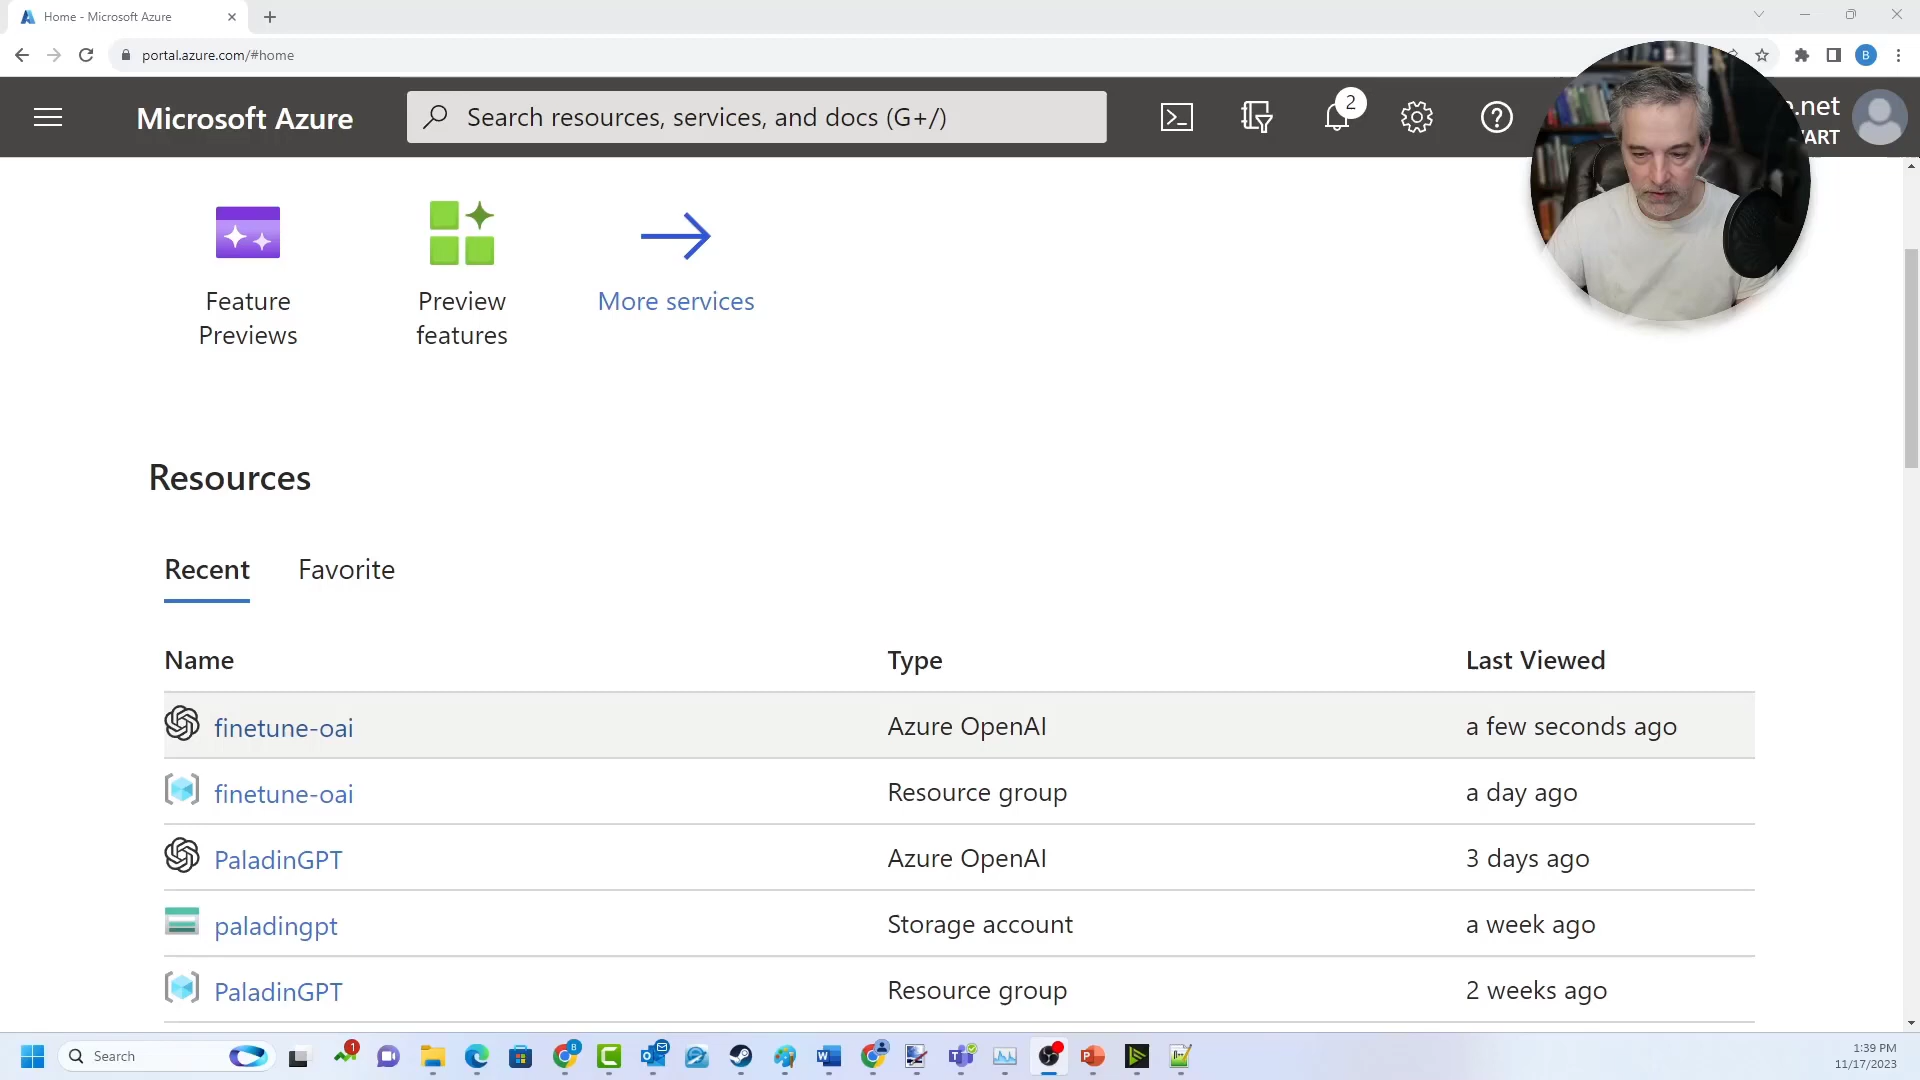 Home - Microsoft Azure
portal.azure.com/#home
B
Microsoft Azure
Search resources, services, and docs (G+/)
2
.net
ART
Feature Previews
Preview features
More services
Resources
Recent
Favorite
Name Type Last Viewed
finetune-oai Azure OpenAI a few seconds ago
finetune-oai Resource group a day ago
PaladinGPT Azure OpenAI 3 days ago
paladingpt Storage account a week ago
PaladinGPT Resource group 2 weeks ago
Search
1
B
1:39 PM
11/17/2023